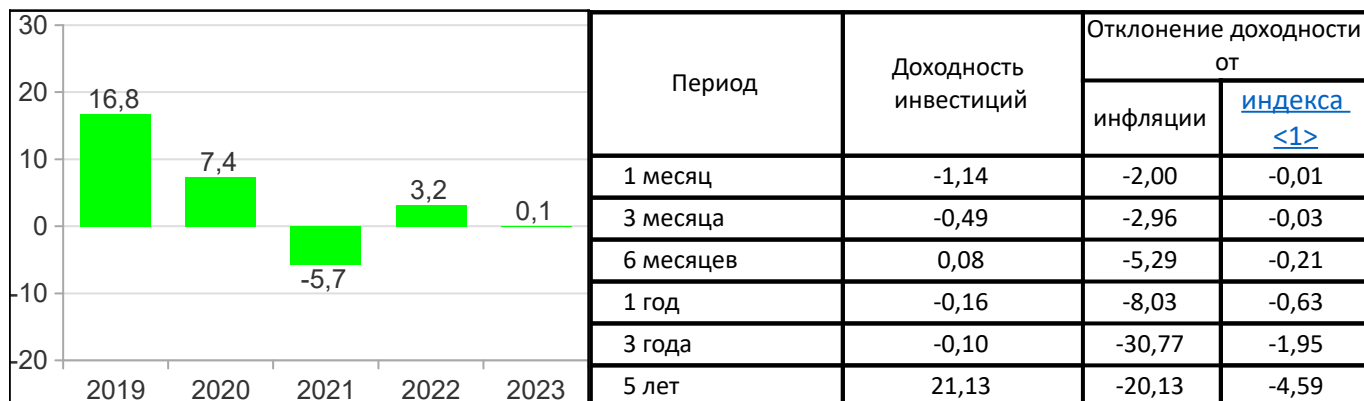 30
20
10
0
-10
-20
16,8
7,4
-5,7
3,2
0,1
2019 2020 2021 2022 2023
Период
Доходность
инвестиций
Отклонение доходности
от
инфляции
индекса
<1>
1 месяц -1,14 -2,00 -0,01
3 месяца -0,49 -2,96 -0,03
6 месяцев 0,08 -5,29 -0,21
1 год -0,16 -8,03 -0,63
3 года -0,10 -30,77 -1,95
5 лет 21,13 -20,13 -4,59